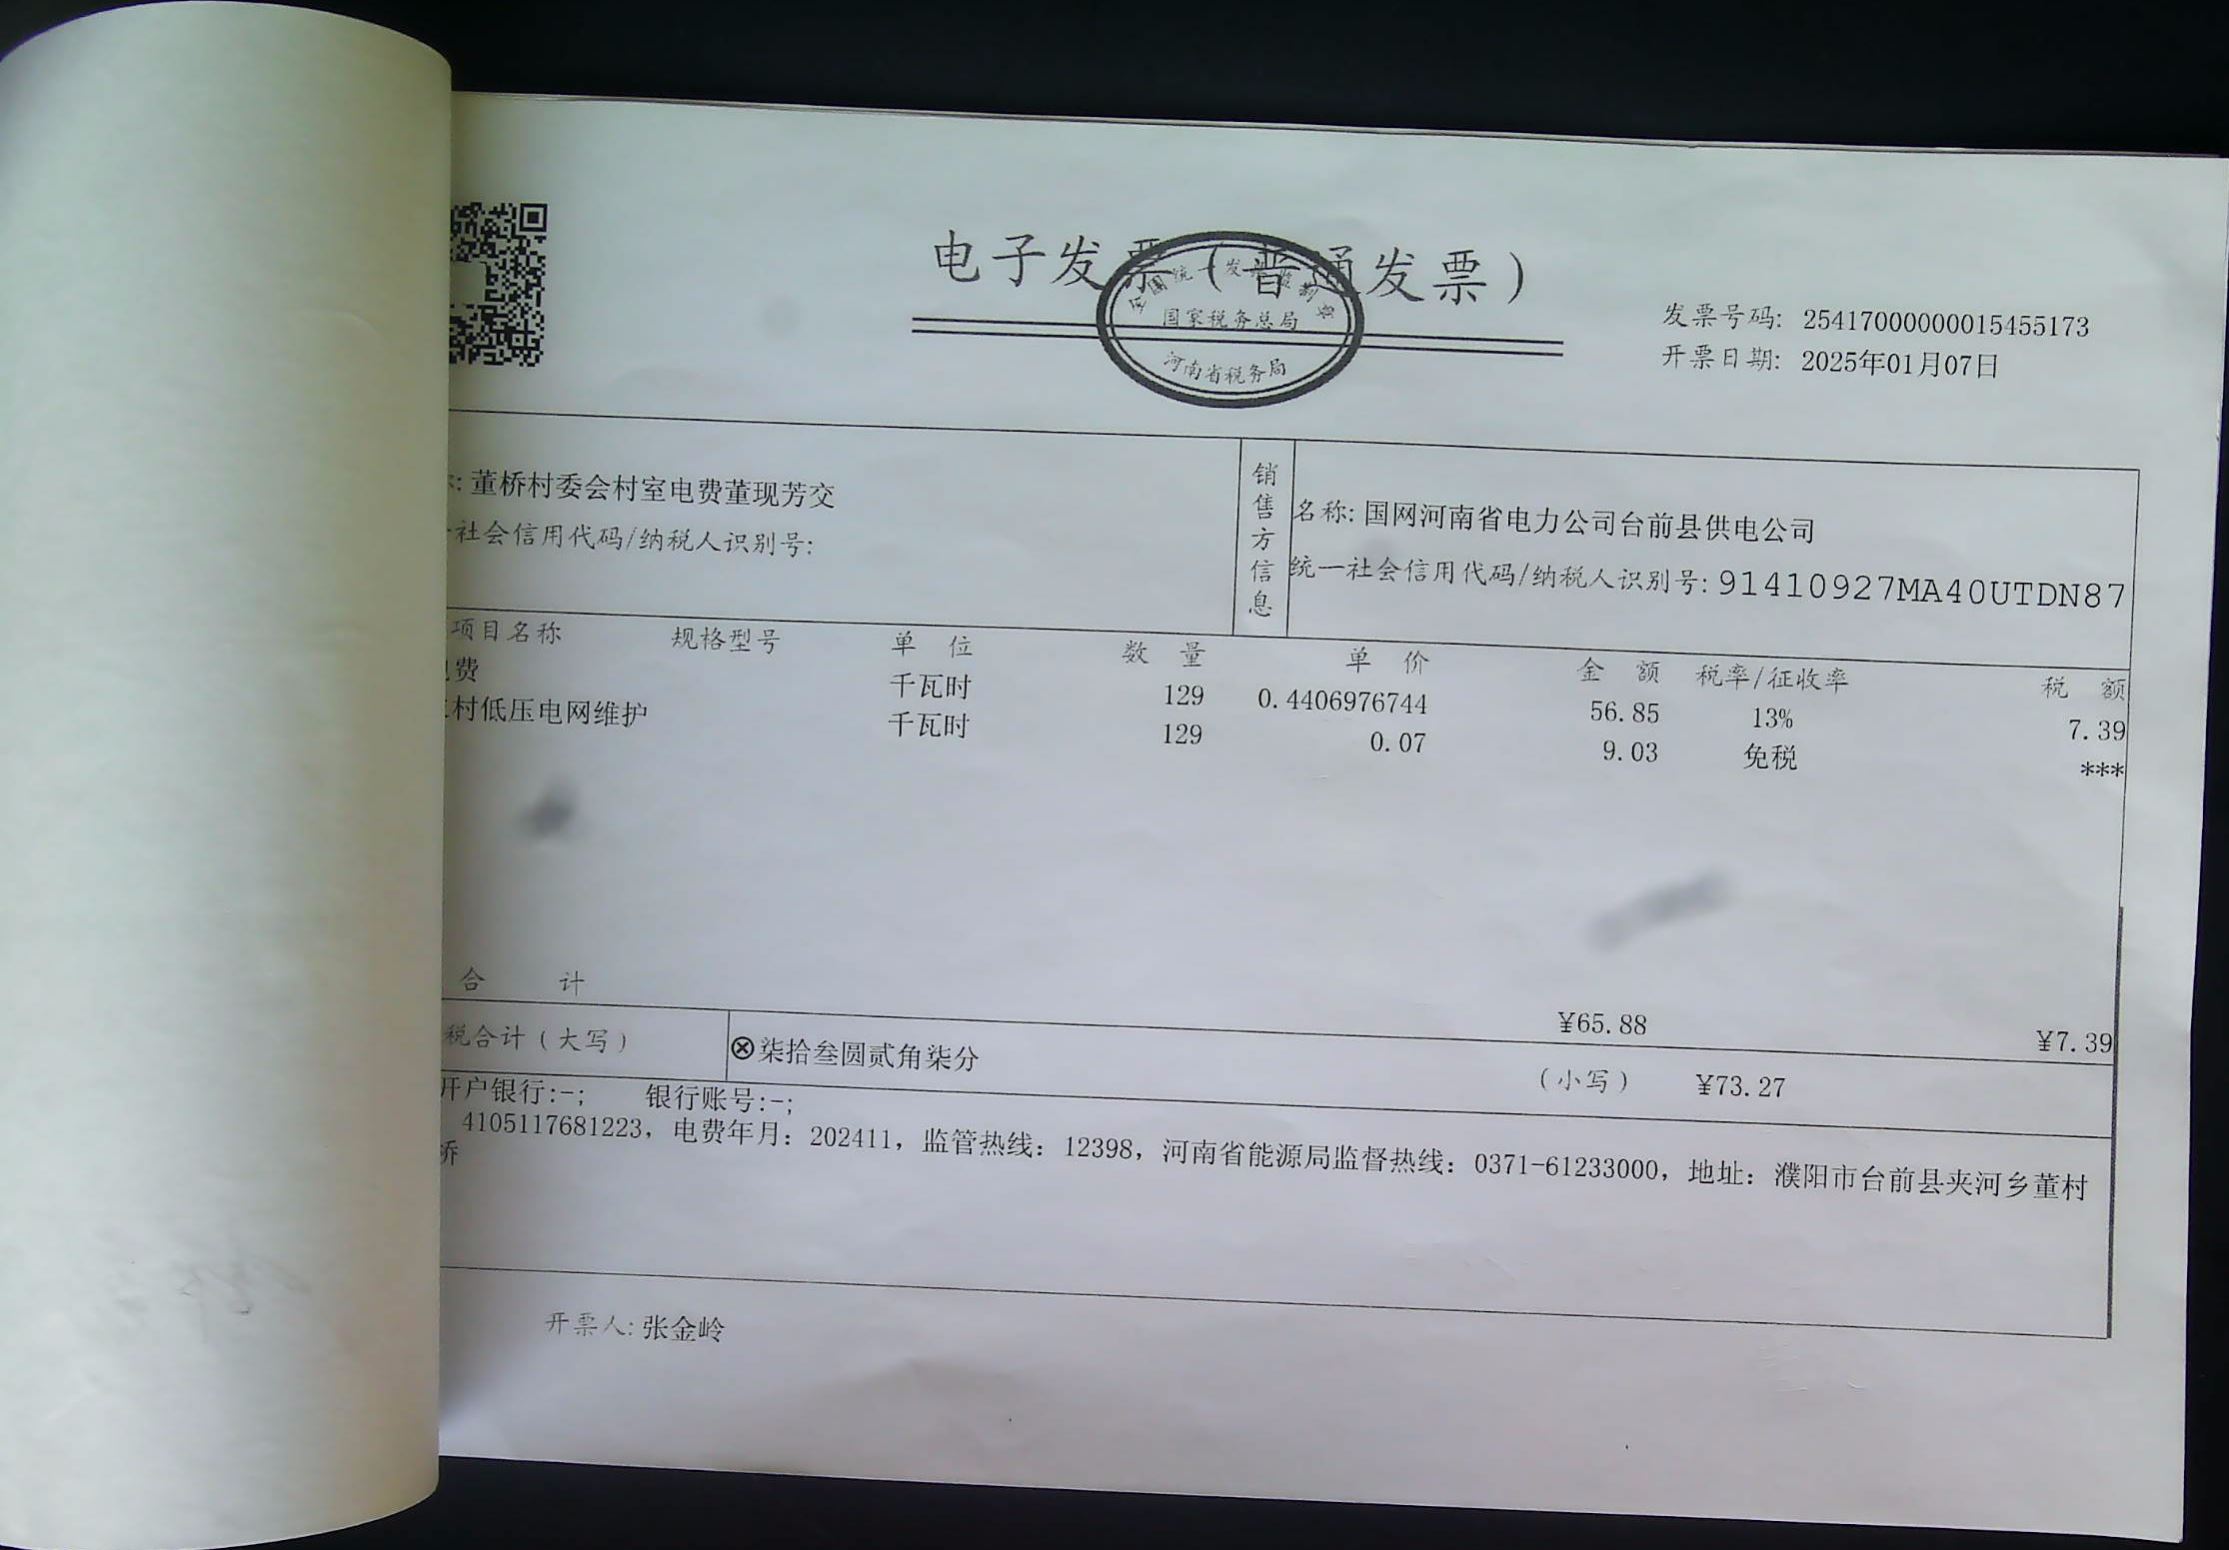 电子发票（普通发票）
全国统一发票监制章
国家税务总局
河南省税务局
发票号码: 25417000000015455173
开票日期: 2025年01月07日
: 董桥村委会村室电费董现芳交
社会信用代码/纳税人识别号:
销售方信息
名称: 国网河南省电力公司台前县供电公司
统一社会信用代码/纳税人识别号: 91410927MA40UTDN87
项目名称 规格型号 单 位 数 量 单 价 金 额 税率/征收率 税 额
费 千瓦时 129 0.4406976744 56.85 13% 7.39
村低压电网维护 千瓦时 129 0.07 9.03 免税 ***
合 计 ¥65.88 ¥7.39
税合计（大写） ⊗柒拾叁圆贰角柒分 （小写） ¥73.27
开户银行:-; 银行账号:-;
4105117681223, 电费年月: 202411, 监管热线: 12398, 河南省能源局监督热线: 0371-61233000, 地址: 濮阳市台前县夹河乡董村
桥
开票人: 张金岭